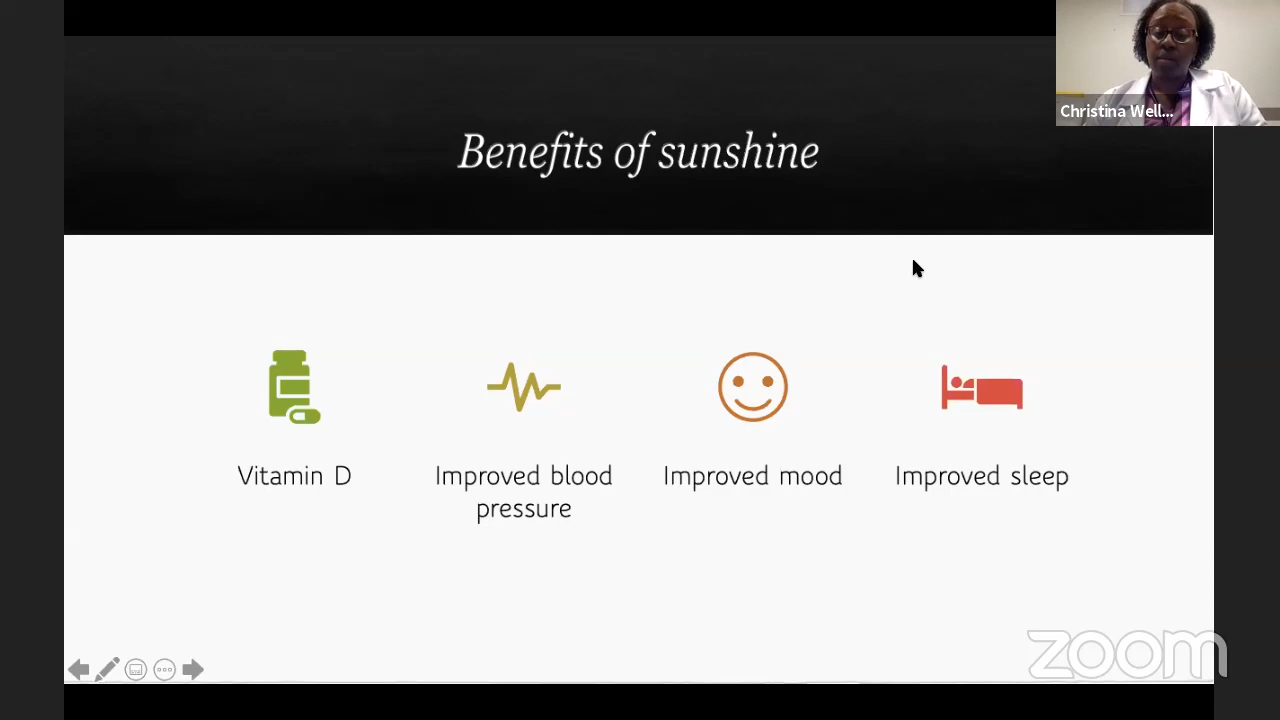 Christina Well...
Benefits of sunshine
Vitamin D
Improved blood
pressure
Improved mood
Improved sleep
zoom